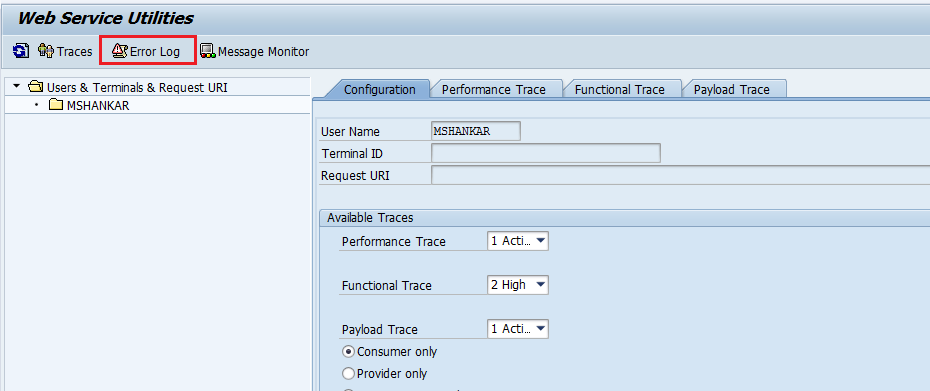 Web Service Utilities
Traces Error Log Message Monitor
Users & Terminals & Request URI
MSHANKAR
Configuration Performance Trace Functional Trace Payload Trace
User Name MSHANKAR
Terminal ID
Request URI
Available Traces
Performance Trace 1 Acti...
Functional Trace 2 High
Payload Trace 1 Acti...
Consumer only
Provider only